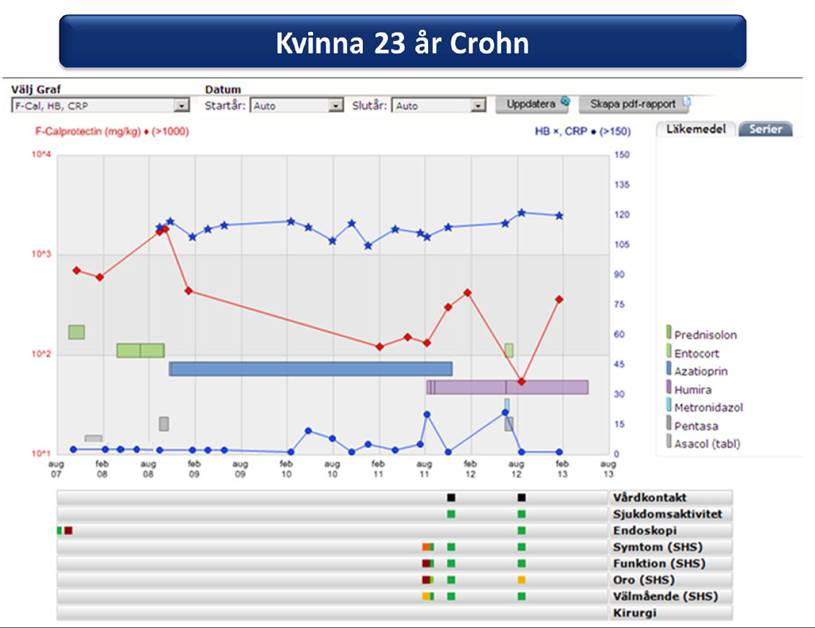 Kvinna 23 år Crohn
Välj Graf Datum
F-Cal, HB, CRP Startår: Auto Slutår: Auto Uppdatera Skapa pdf-rapport
F-Calprotectin (mg/kg) ♦ (>1000) HB ×, CRP ● (>150) Läkemedel Serier
10^4 150
135
120
10^3 105
90
75
60
10^2 45
30
15
10^1 0
aug 07 feb 08 aug 08 feb 09 aug 09 feb 10 aug 10 feb 11 aug 11 feb 12 aug 12 feb 13 aug 13
Prednisolon
Entocort
Azatioprin
Humira
Metronidazol
Pentasa
Asacol (tabl)
Vårdkontakt
Sjukdomsaktivitet
Endoskopi
Symtom (SHS)
Funktion (SHS)
Oro (SHS)
Välmående (SHS)
Kirurgi